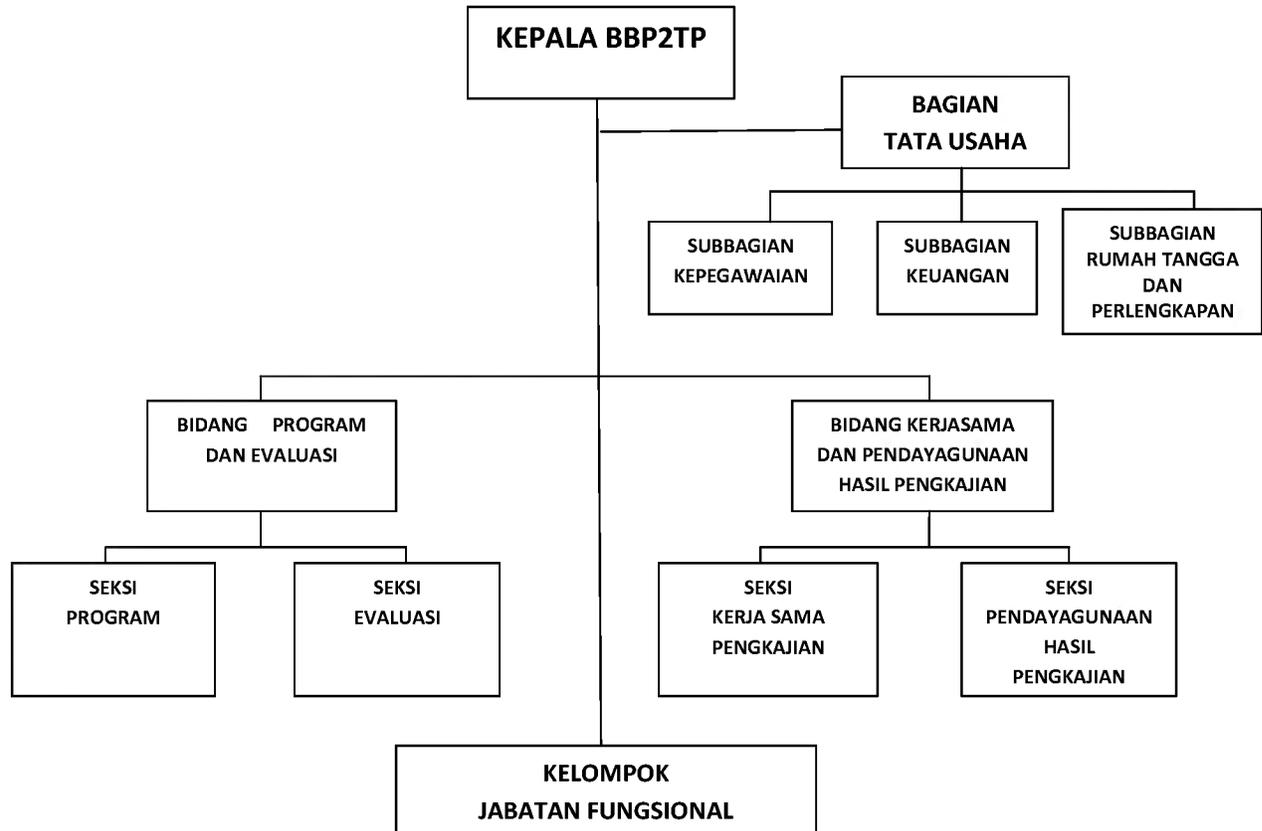 KEPALA BBP2TP
BAGIAN
TATA USAHA
SUBBAGIAN
KEPEGAWAIAN
SUBBAGIAN
KEUANGAN
SUBBAGIAN
RUMAH TANGGA
DAN
PERLENGKAPAN
BIDANG PROGRAM
DAN EVALUASI
BIDANG KERJASAMA
DAN PENDAYAGUNAAN
HASIL PENGKAJIAN
SEKSI
PROGRAM
SEKSI
EVALUASI
SEKSI
KERJA SAMA
PENGKAJIAN
SEKSI
PENDAYAGUNAAN
HASIL
PENGKAJIAN
KELOMPOK
JABATAN FUNGSIONAL